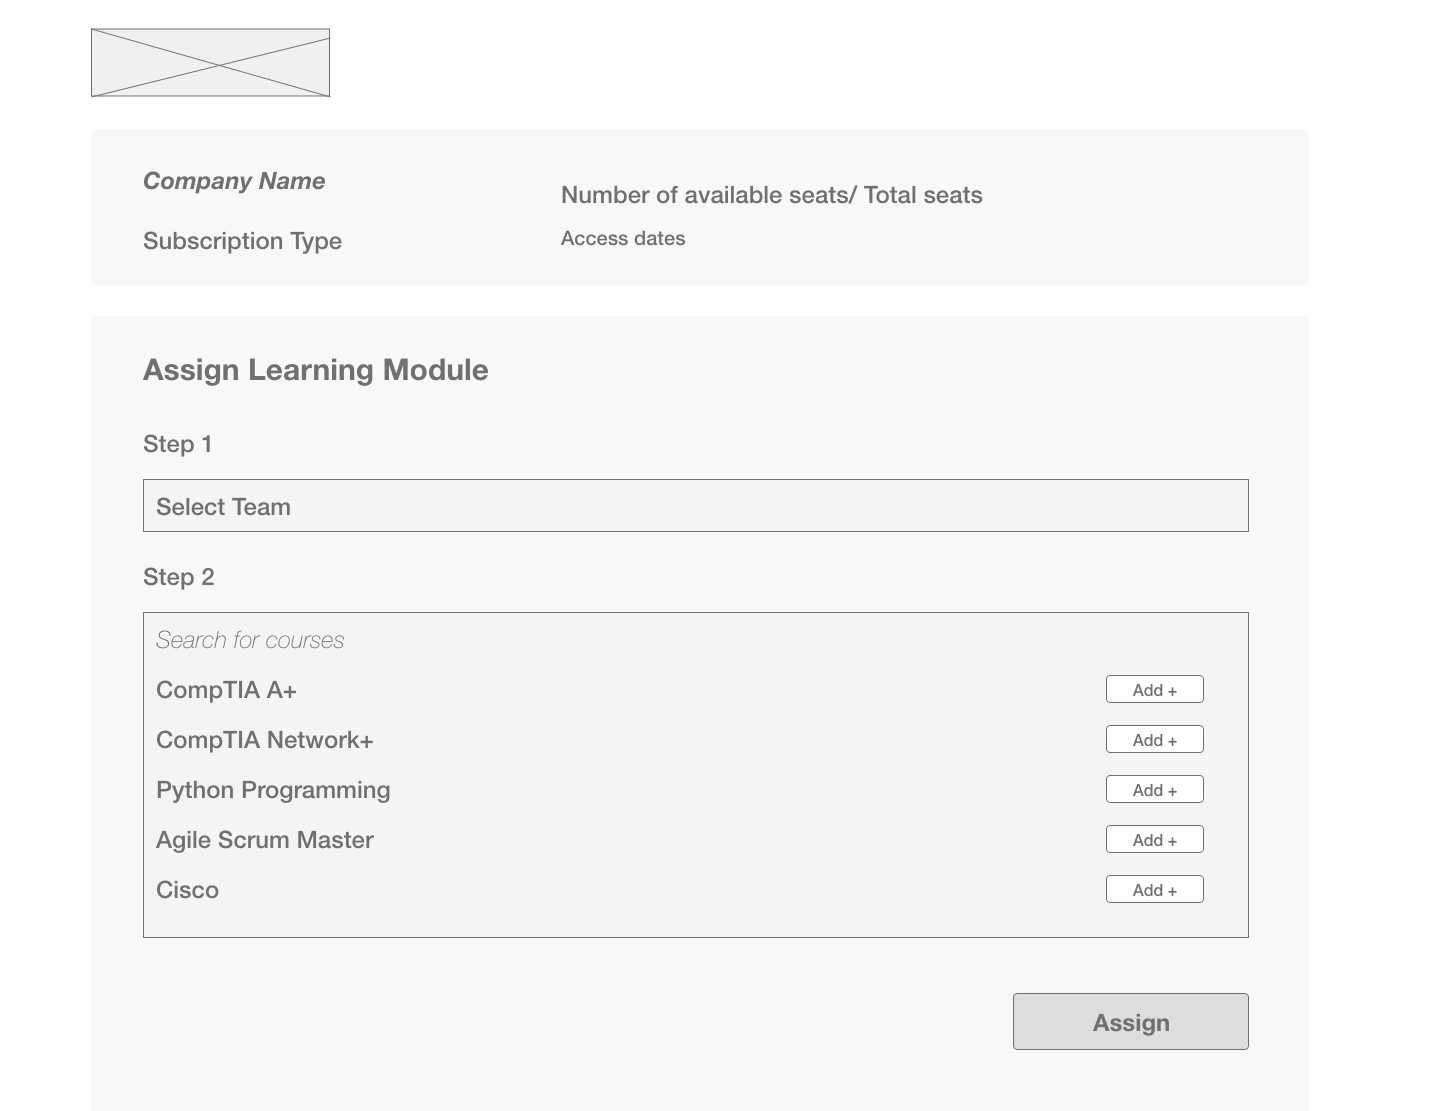 Company Name
Number of available seats/ Total seats
Subscription Type
Access dates
Assign Learning Module
Step 1
Select Team
Step 2
Search for courses
CompTIA A+
Add +
CompTIA Network+
Add +
Python Programming
Add +
Agile Scrum Master
Add +
Cisco
Add +
Assign